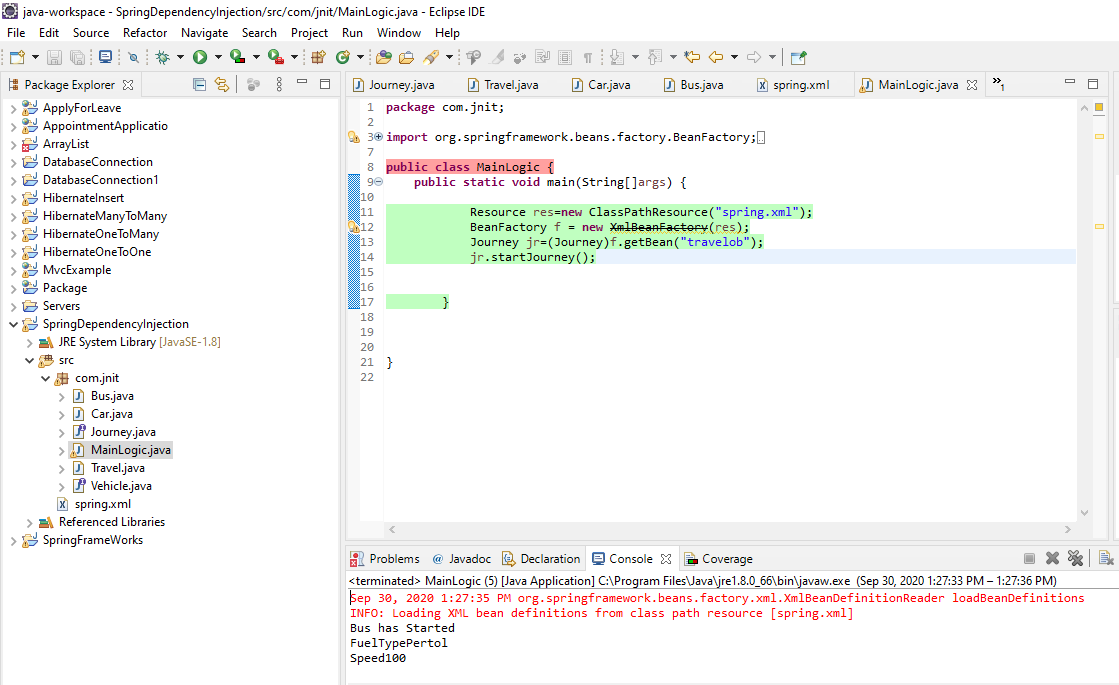 java-workspace - SpringDependencyInjection/src/com/jnit/MainLogic.java - Eclipse IDE
File Edit Source Refactor Navigate Search Project Run Window Help
Package Explorer
ApplyForLeave
AppointmentApplicatio
ArrayList
DatabaseConnection
DatabaseConnection1
HibernateInsert
HibernateManyToMany
HibernateOneToMany
HibernateOneToOne
MvcExample
Package
Servers
SpringDependencyInjection
JRE System Library [JavaSE-1.8]
src
com.jnit
Bus.java
Car.java
Journey.java
MainLogic.java
Travel.java
Vehicle.java
spring.xml
Referenced Libraries
SpringFrameWorks
Journey.java Travel.java Car.java Bus.java spring.xml MainLogic.java »1
1 package com.jnit;
2
3 import org.springframework.beans.factory.BeanFactory;
7
8 public class MainLogic {
9 public static void main(String[]args) {
10
11 Resource res=new ClassPathResource("spring.xml");
12 BeanFactory f = new XmlBeanFactory(res);
13 Journey jr=(Journey)f.getBean("travelob");
14 jr.startJourney();
15
16
17 }
18
19
20
21 }
22
Problems @ Javadoc Declaration Console Coverage
<terminated> MainLogic (5) [Java Application] C:\Program Files\Java\jre1.8.0_66\bin\javaw.exe (Sep 30, 2020 1:27:33 PM – 1:27:36 PM)
Sep 30, 2020 1:27:35 PM org.springframework.beans.factory.xml.XmlBeanDefinitionReader loadBeanDefinitions
INFO: Loading XML bean definitions from class path resource [spring.xml]
Bus has Started
FuelTypePertol
Speed100